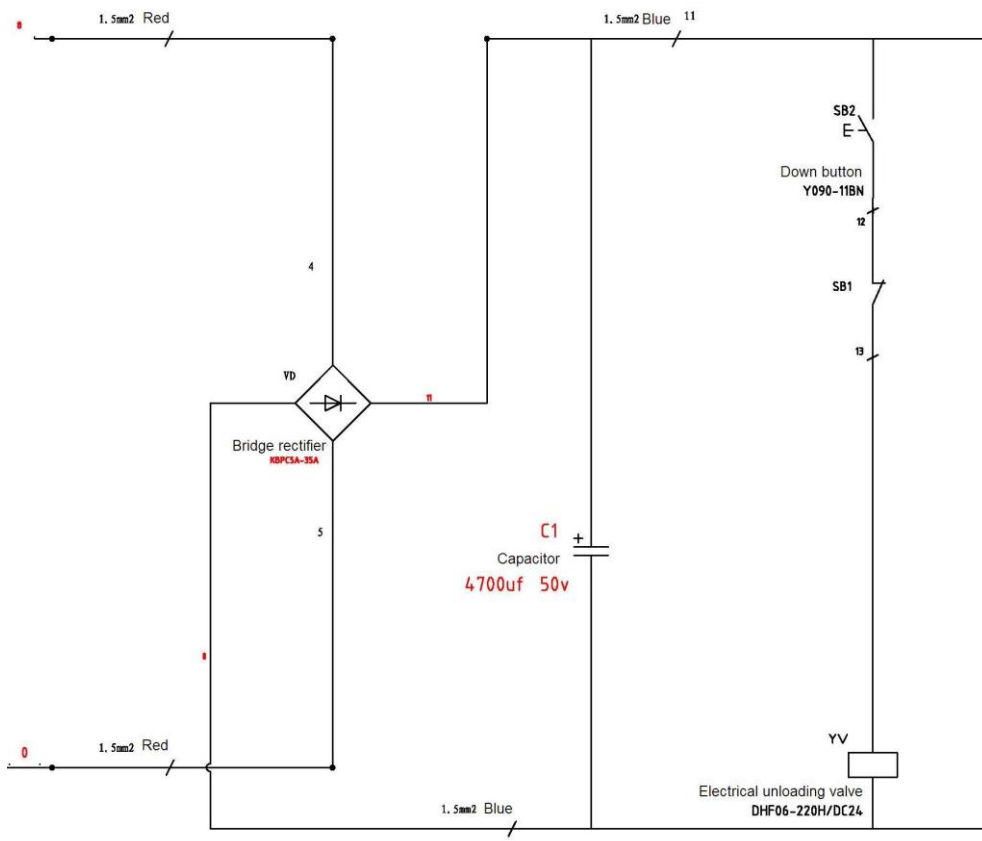 1.5mm2 Red
1.5mm2 Blue 11
SB2
E
Down button
Y090-11BN
12
4
SB1
13
VD
11
Bridge rectifier
KBPC5A-35A
5
C1
+
Capacitor
4700uf 50v
YV
0
1.5mm2 Red
Electrical unloading valve
DHF06-220H/DC24
1.5mm2 Blue